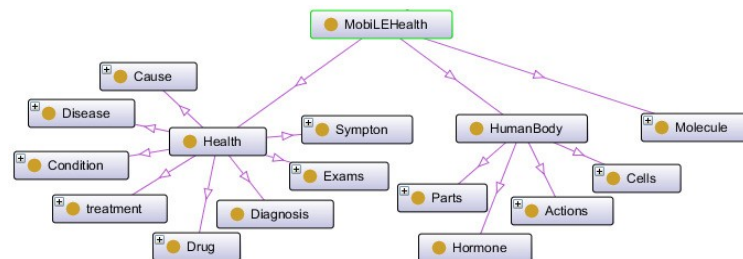 MobiLEHealth
Cause
Disease
Health
Sympton
HumanBody
Molecule
Condition
Exams
Cells
treatment
Diagnosis
Parts
Actions
Drug
Hormone